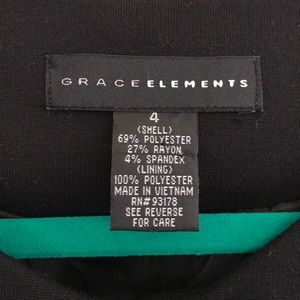 GRACEELEMENTS
4
(SHELL)
69% POLYESTER
27% RAYON
4% SPANDEX
(LINING)
100% POLYESTER
MADE IN VIETNAM
RN#93178
SEE REVERSE
FOR CARE